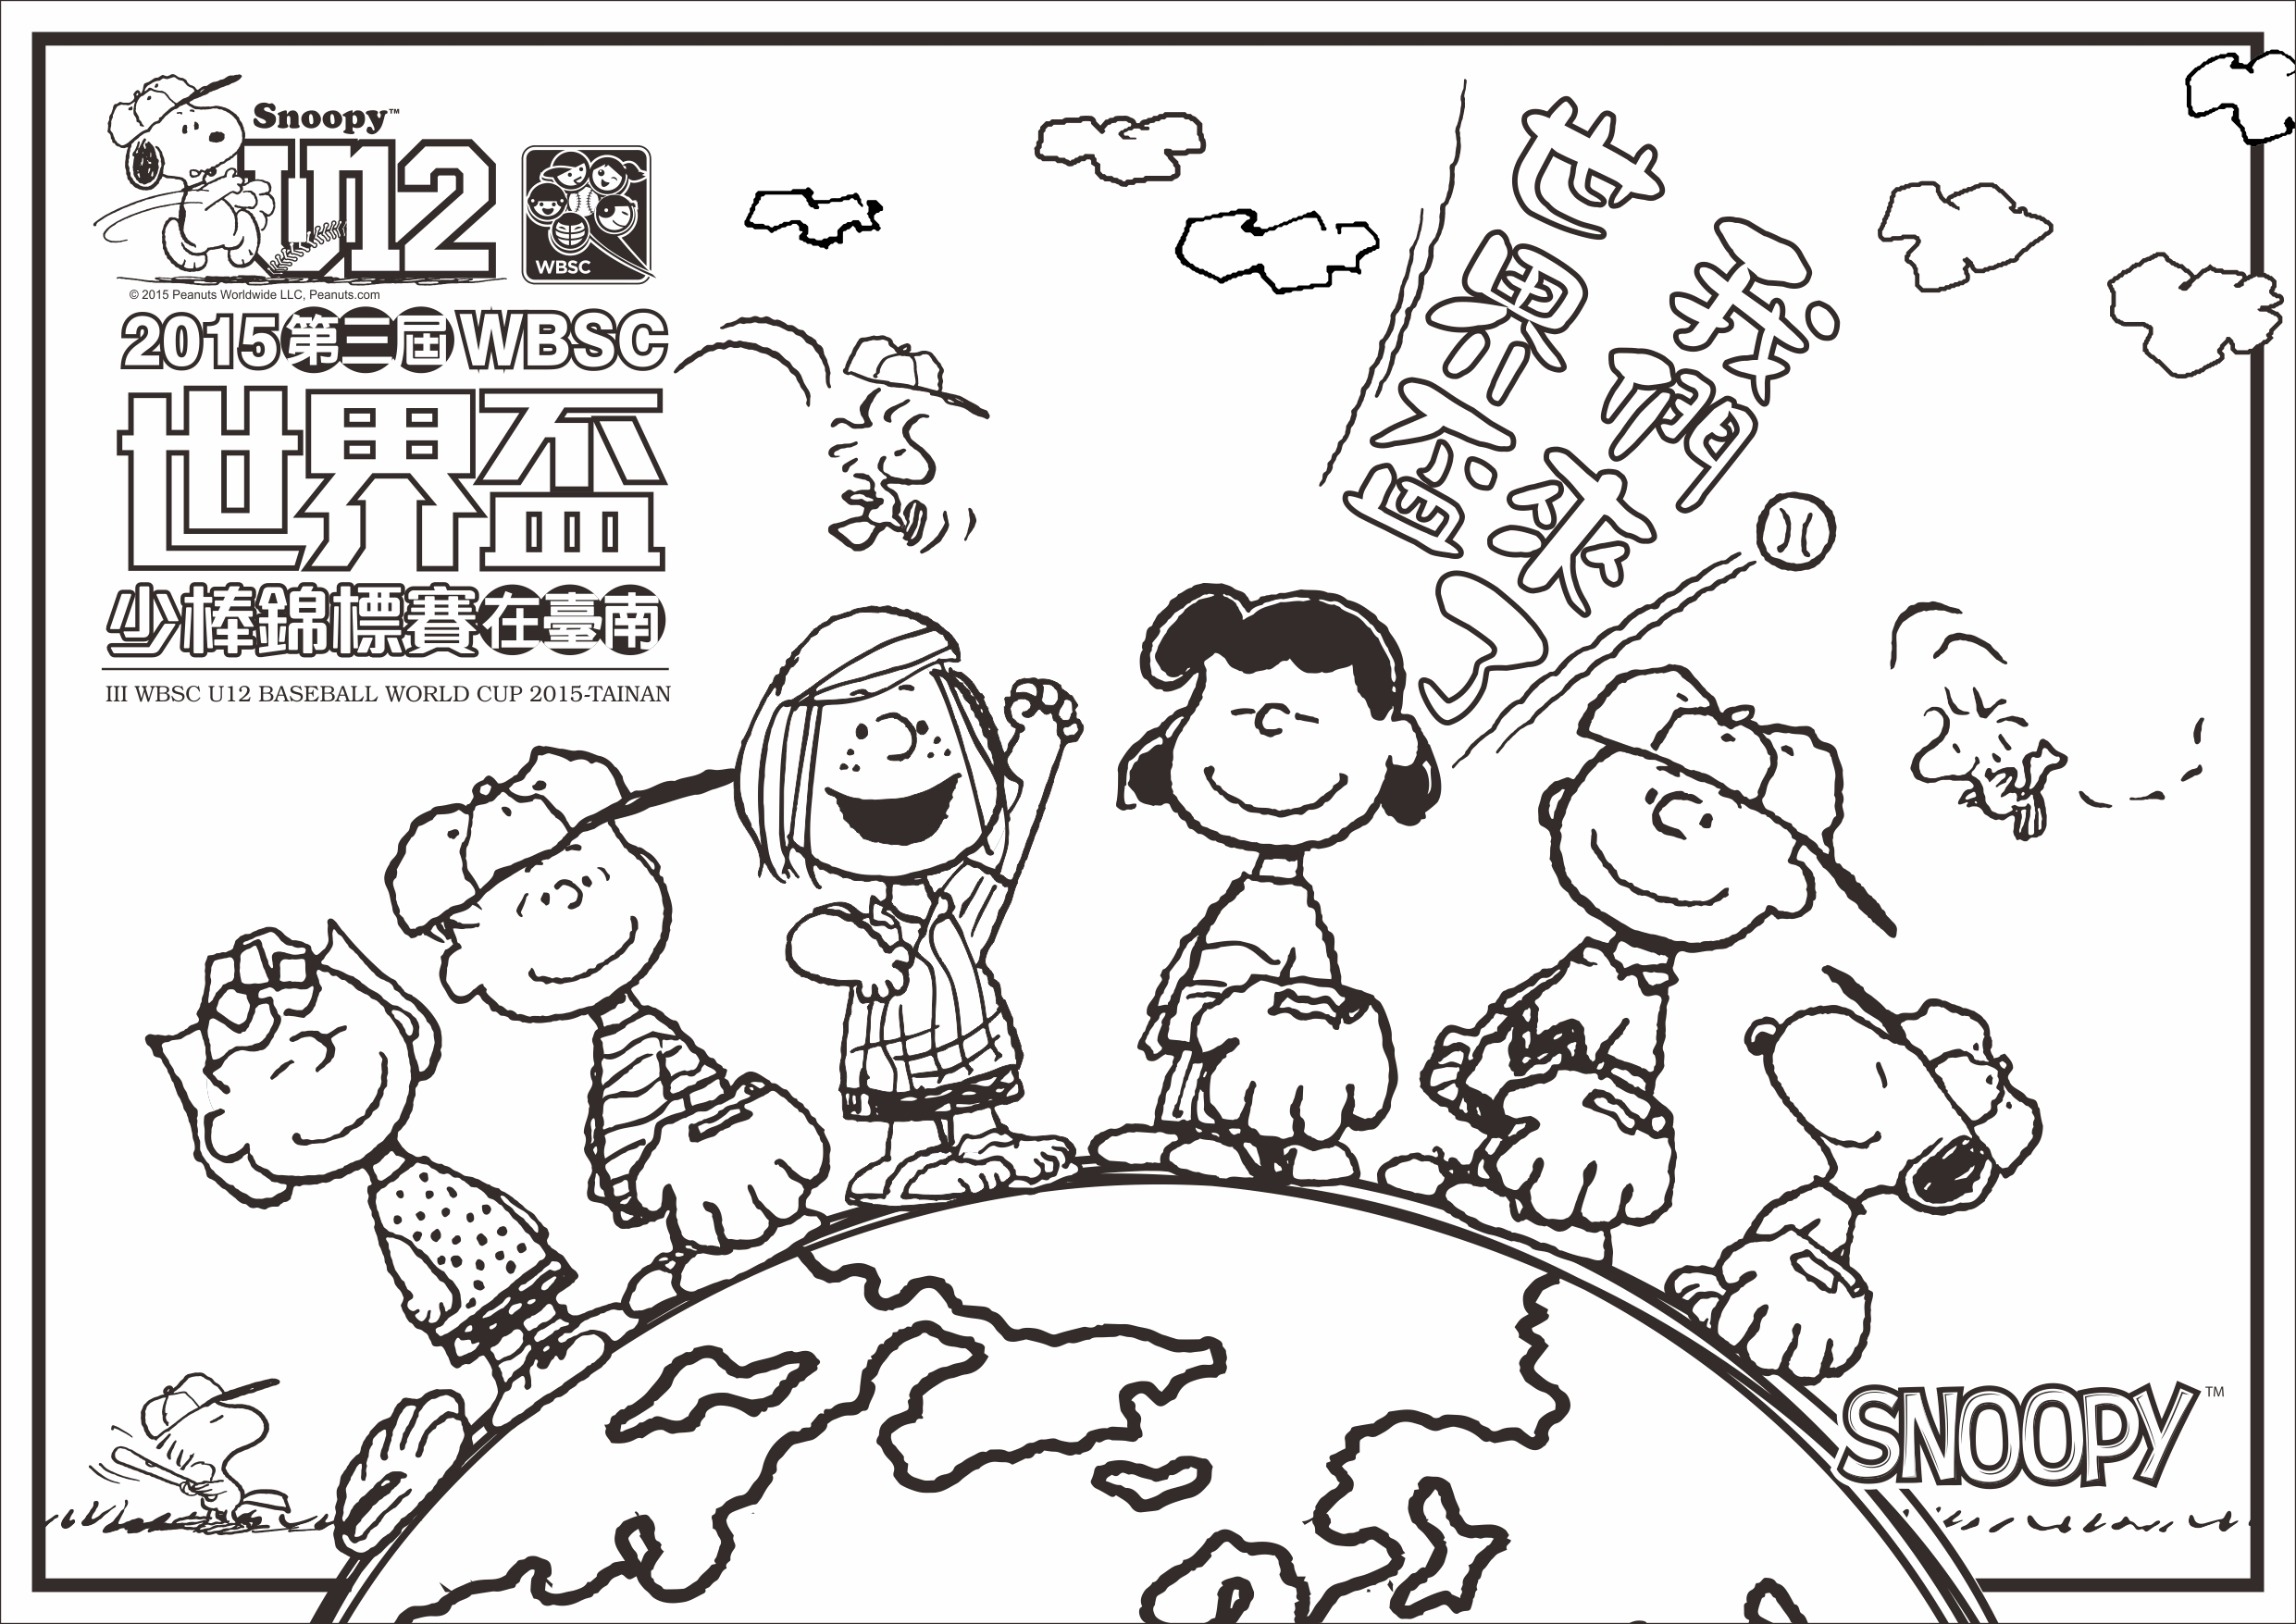 Snoopy™
U12
WBSC
© 2015 Peanuts Worldwide LLC, Peanuts.com
2015第三屆WBSC
世界盃
少棒錦標賽在臺南
III WBSC U12 BASEBALL WORLD CUP 2015-TAINAN
世界盃
我們來了
SNOOPY™